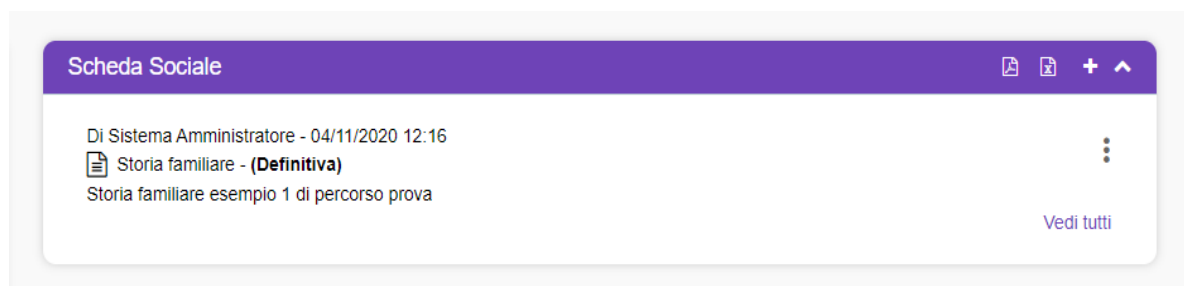 Scheda Sociale
Di Sistema Amministratore - 04/11/2020 12:16
Storia familiare - (Definitiva)
Storia familiare esempio 1 di percorso prova
Vedi tutti